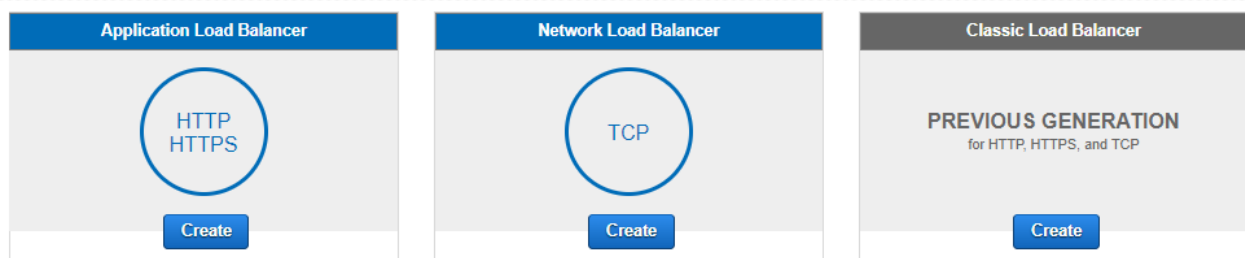 Application Load Balancer
HTTP
HTTPS
Create
Network Load Balancer
TCP
Create
Classic Load Balancer
PREVIOUS GENERATION
for HTTP, HTTPS, and TCP
Create